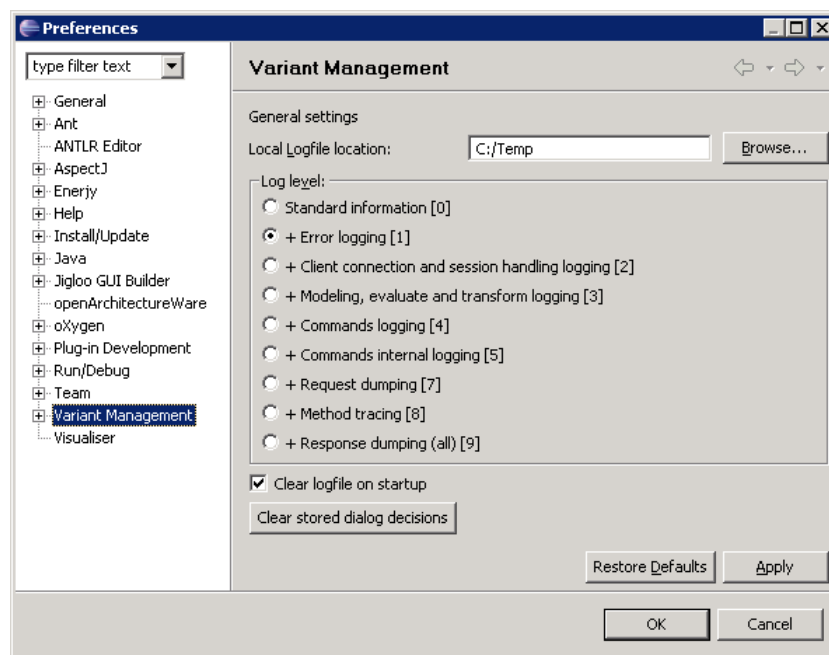 Preferences
type filter text
General
Ant
ANTLR Editor
AspectJ
Enerjy
Help
Install/Update
Java
Jigloo GUI Builder
openArchitectureWare
oXygen
Plug-in Development
Run/Debug
Team
Variant Management
Visualiser
Variant Management
General settings
Local Logfile location: C:/Temp Browse...
Log level:
Standard information [0]
+ Error logging [1]
+ Client connection and session handling logging [2]
+ Modeling, evaluate and transform logging [3]
+ Commands logging [4]
+ Commands internal logging [5]
+ Request dumping [7]
+ Method tracing [8]
+ Response dumping (all) [9]
Clear logfile on startup
Clear stored dialog decisions
Restore Defaults Apply
OK Cancel